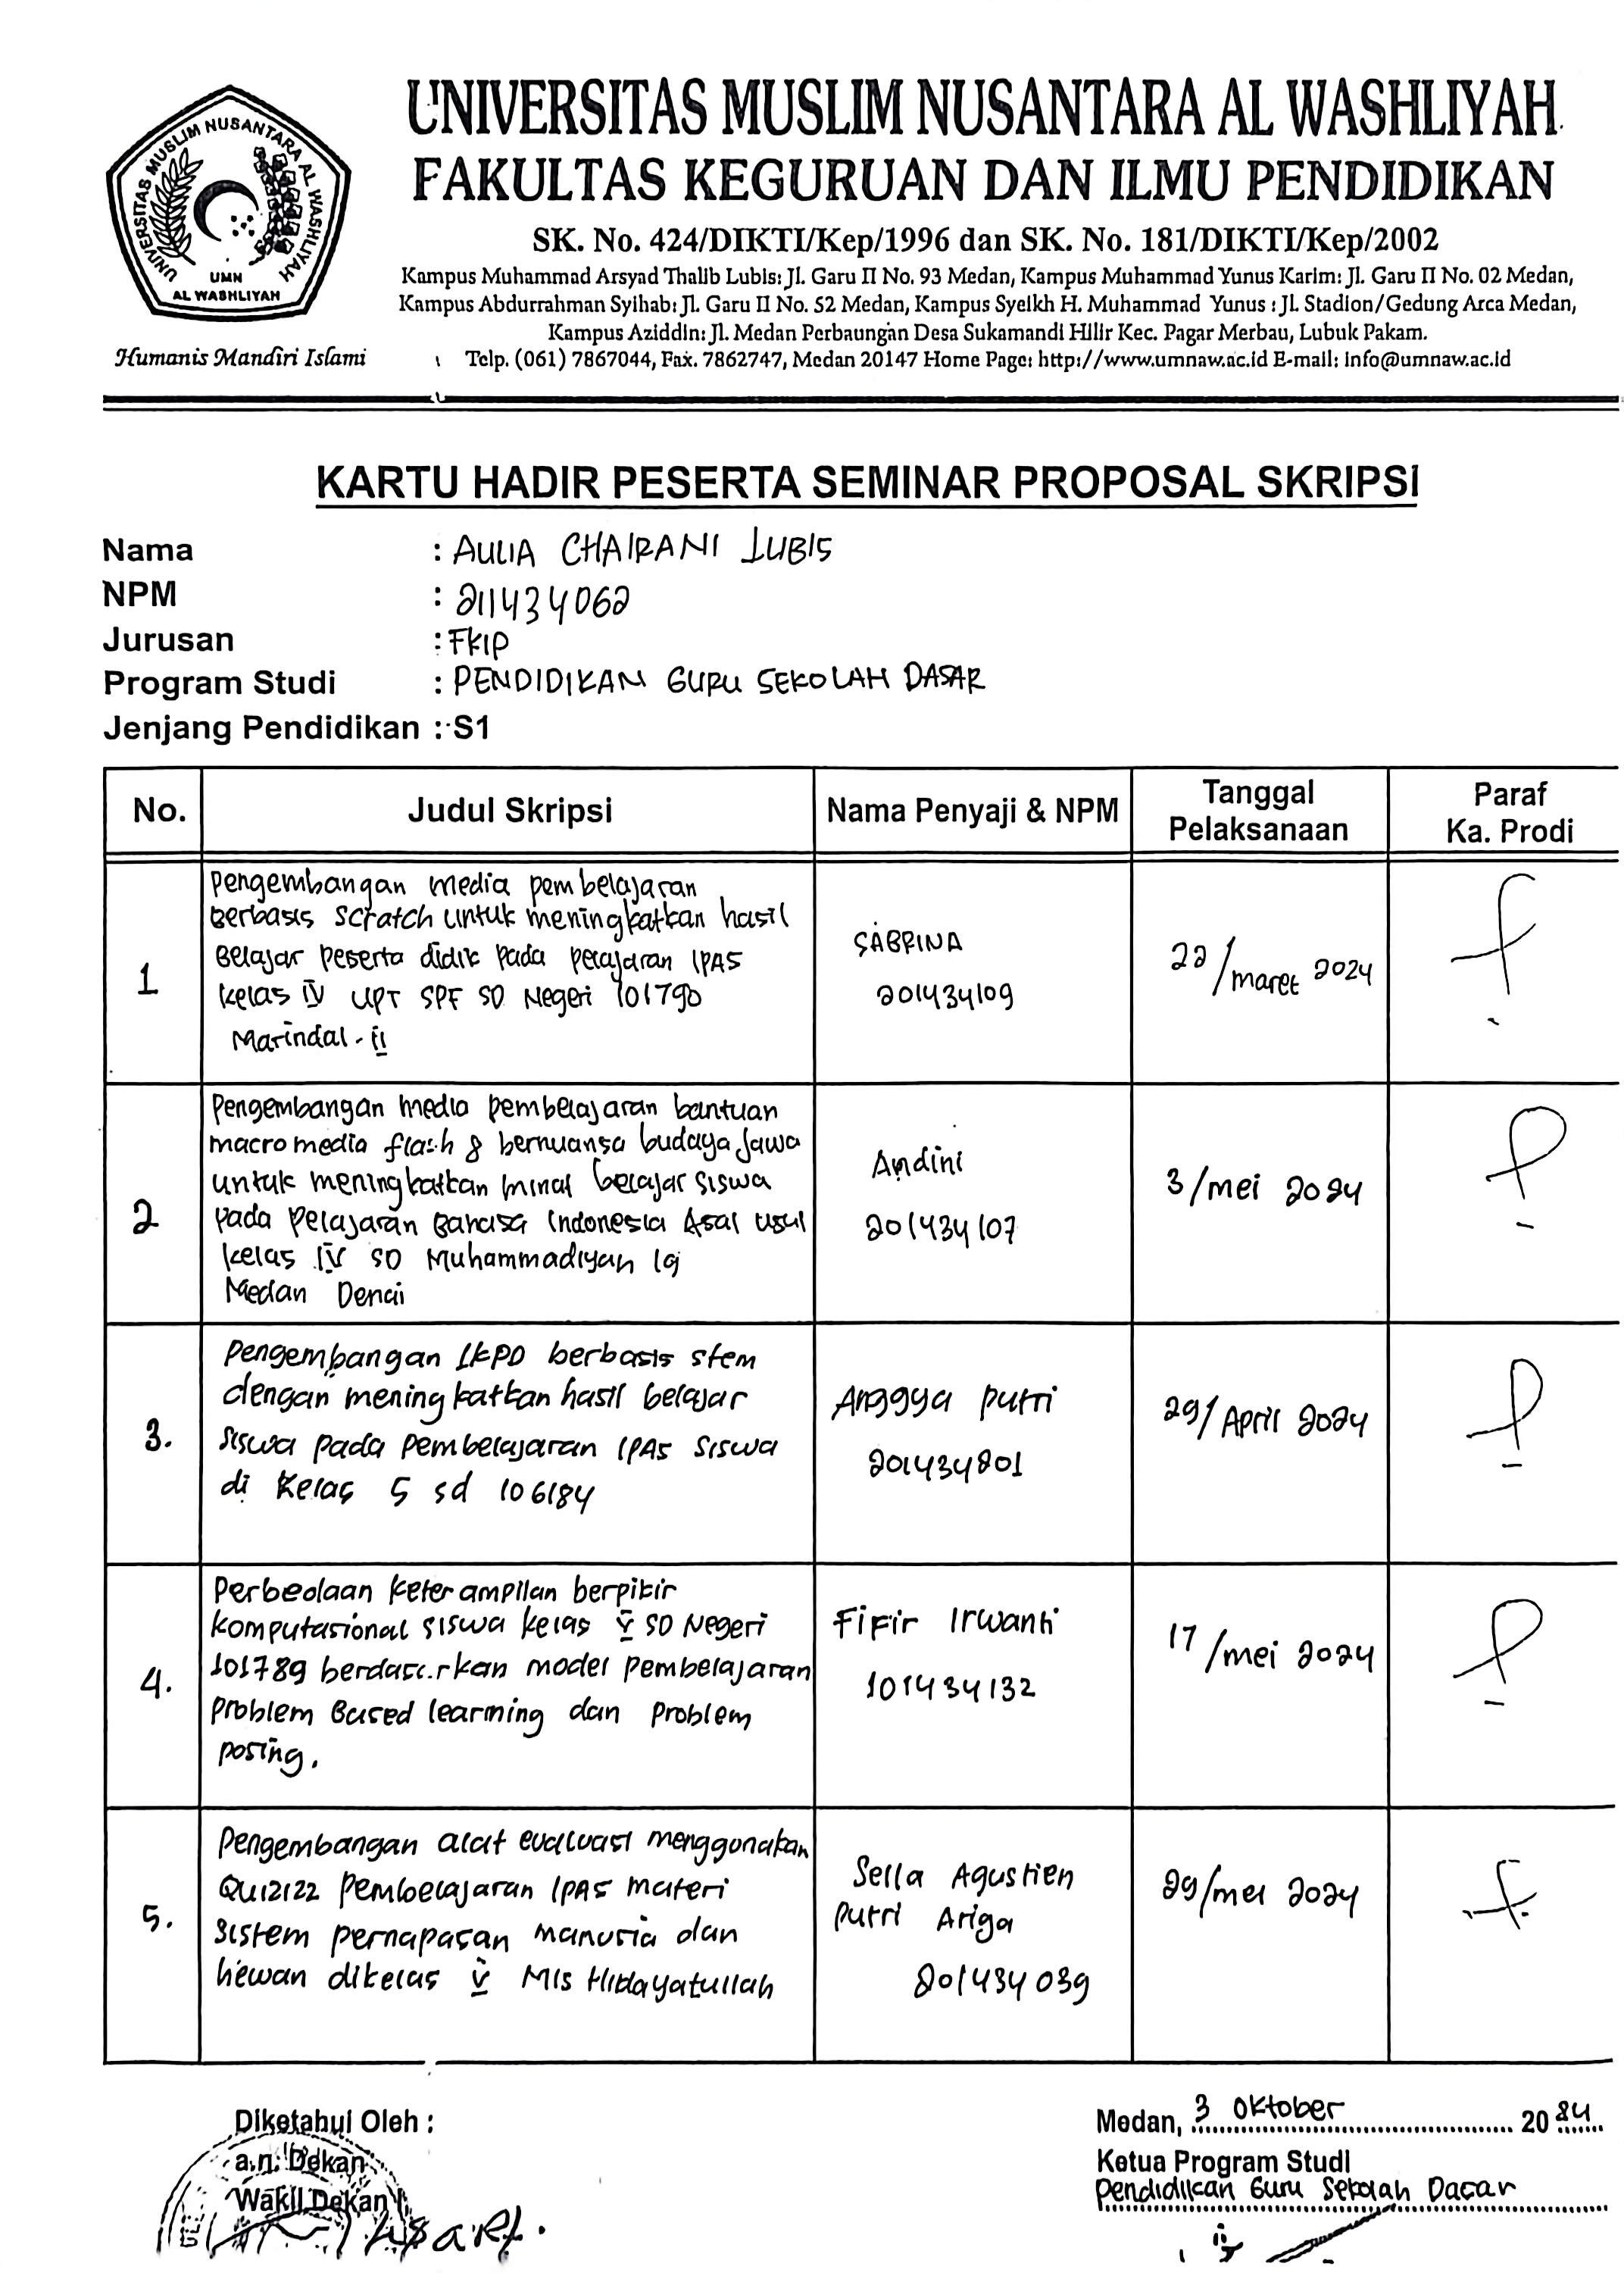 UNIVERSITAS MUSLIM NUSANTARA AL WASHLIYAH
UMN
AL WASHLIYAH
Humanis Mandiri Islami
UNIVERSITAS MUSLIM NUSANTARA AL WASHLIYAH
FAKULTAS KEGURUAN DAN ILMU PENDIDIKAN
SK. No. 424/DIKTI/Kep/1996 dan SK. No. 181/DIKTI/Kep/2002
Kampus Muhammad Arsyad Thalib Lubis: Jl. Garu II No. 93 Medan, Kampus Muhammad Yunus Karim: Jl. Garu II No. 02 Medan,
Kampus Abdurrahman Syihab: Jl. Garu II No. 52 Medan, Kampus Syeikh H. Muhammad Yunus : Jl. Stadion/Gedung Arca Medan,
Kampus Aziddin: Jl. Medan Perbaungan Desa Sukamandi Hilir Kec. Pagar Merbau, Lubuk Pakam.
Telp. (061) 7867044, Fax. 7862747, Medan 20147 Home Page: http://www.umnaw.ac.id E-mail: info@umnaw.ac.id
KARTU HADIR PESERTA SEMINAR PROPOSAL SKRIPSI
Nama : AULIA CHAIRANI LUBIS
NPM : 211434062
Jurusan : FKIP
Program Studi : PENDIDIKAN GURU SEKOLAH DASAR
Jenjang Pendidikan : S1
No. Judul Skripsi Nama Penyaji & NPM Tanggal Pelaksanaan Paraf Ka. Prodi
1
Pengembangan media pembelajaran
berbasis scratch untuk meningkatkan hasil
Belajar peserta didik pada pelajaran IPAS
kelas IV UPT SPF SD Negeri 101790
Marindal-II
SABRINA
201434109
22/maret 2024
2
Pengembangan media pembelajaran bantuan
macromedia flash 8 bernuansa budaya Jawa
untuk meningkatkan minat belajar siswa
pada pelajaran Bahasa Indonesia Asal usul
kelas IV SD Muhammadiyah 19
Medan Denai
Andini
201434107
3/mei 2024
3.
Pengembangan LKPD berbasis stem
dengan meningkatkan hasil belajar
siswa pada pembelajaran IPAS siswa
di kelas 5 sd 106184
Anggya putri
201434201
29/April 2024
4.
Perbedaan keterampilan berpikir
komputasional siswa kelas V SD Negeri
101789 berdasarkan model pembelajaran
Problem Based learning dan problem
posing.
Fifir Irwanti
101434132
17/mei 2024
5.
Pengembangan alat evaluasi menggunakan
Quizizz Pembelajaran IPAS materi
sistem pernapasan manusia dan
hewan dikelas V MIS Hidayatullah
Sella Agustien
Putri Ariga
201434039
29/mei 2024
Diketahui Oleh :
a.n. Dekan
Wakil Dekan I
Medan, 3 Oktober 2024
Ketua Program Studi
Pendidikan Guru Sekolah Dasar